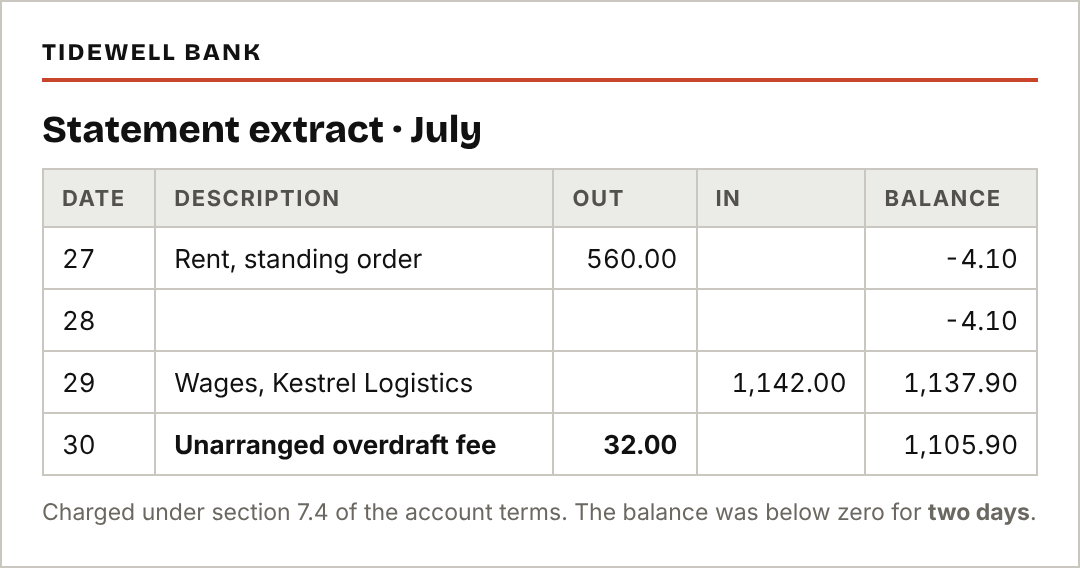 TIDEWELL BANK
Statement extract · July
DATE DESCRIPTION OUT IN BALANCE
27 Rent, standing order 560.00 -4.10
28 -4.10
29 Wages, Kestrel Logistics 1,142.00 1,137.90
30 Unarranged overdraft fee 32.00 1,105.90
Charged under section 7.4 of the account terms. The balance was below zero for two days.